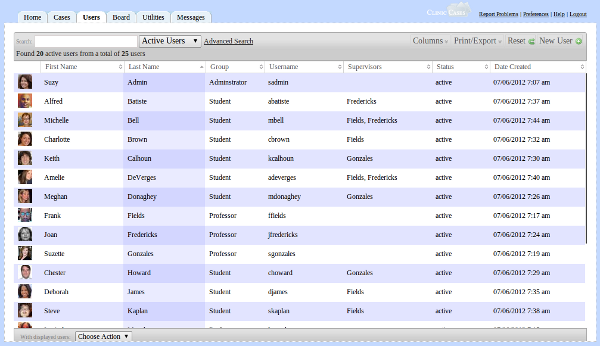 Home Cases Users Board Utilities Messages
Clinic Cases
Report Problems | Preferences | Help | Logout
Search: Active Users Advanced Search Columns Print/Export Reset New User
Found 20 active users from a total of 25 users
First Name Last Name Group Username Supervisors Status Date Created
Suzy Admin Adminstrator sadmin active 07/06/2012 7:07 am
Alfred Batiste Student abatiste Fredericks active 07/06/2012 7:37 am
Michelle Bell Student mbell Fields, Fredericks active 07/06/2012 7:44 am
Charlotte Brown Student cbrown Fields active 07/06/2012 7:32 am
Keith Calhoun Student kcalhoun Gonzales active 07/06/2012 7:30 am
Amelie DeVerges Student adeverges Fields, Fredericks active 07/06/2012 7:40 am
Meghan Donaghey Student mdonaghey Gonzales active 07/06/2012 7:26 am
Frank Fields Professor ffields active 07/06/2012 7:17 am
Joan Fredericks Professor jfredericks active 07/06/2012 7:24 am
Suzette Gonzales Professor sgonzales active 07/06/2012 7:19 am
Chester Howard Student choward Gonzales active 07/06/2012 7:29 am
Deborah James Student djames Fields active 07/06/2012 7:35 am
Steve Kaplan Student skaplan Fields active 07/06/2012 7:38 am
With displayed users: Choose Action